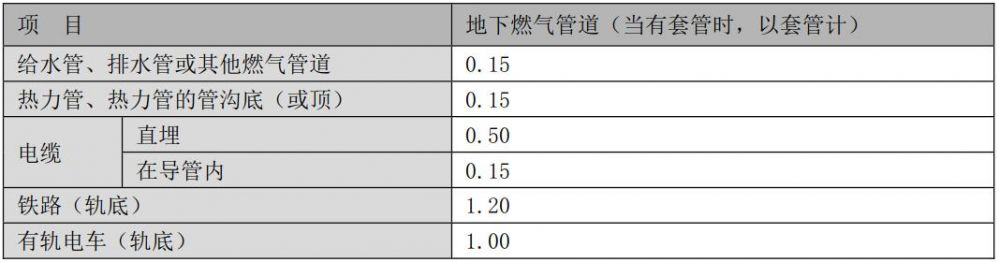 项 目 地下燃气管道（当有套管时，以套管计）
给水管、排水管或其他燃气管道 0.15
热力管、热力管的管沟底（或顶） 0.15
电缆 直埋 0.50
在导管内 0.15
铁路（轨底） 1.20
有轨电车（轨底） 1.00